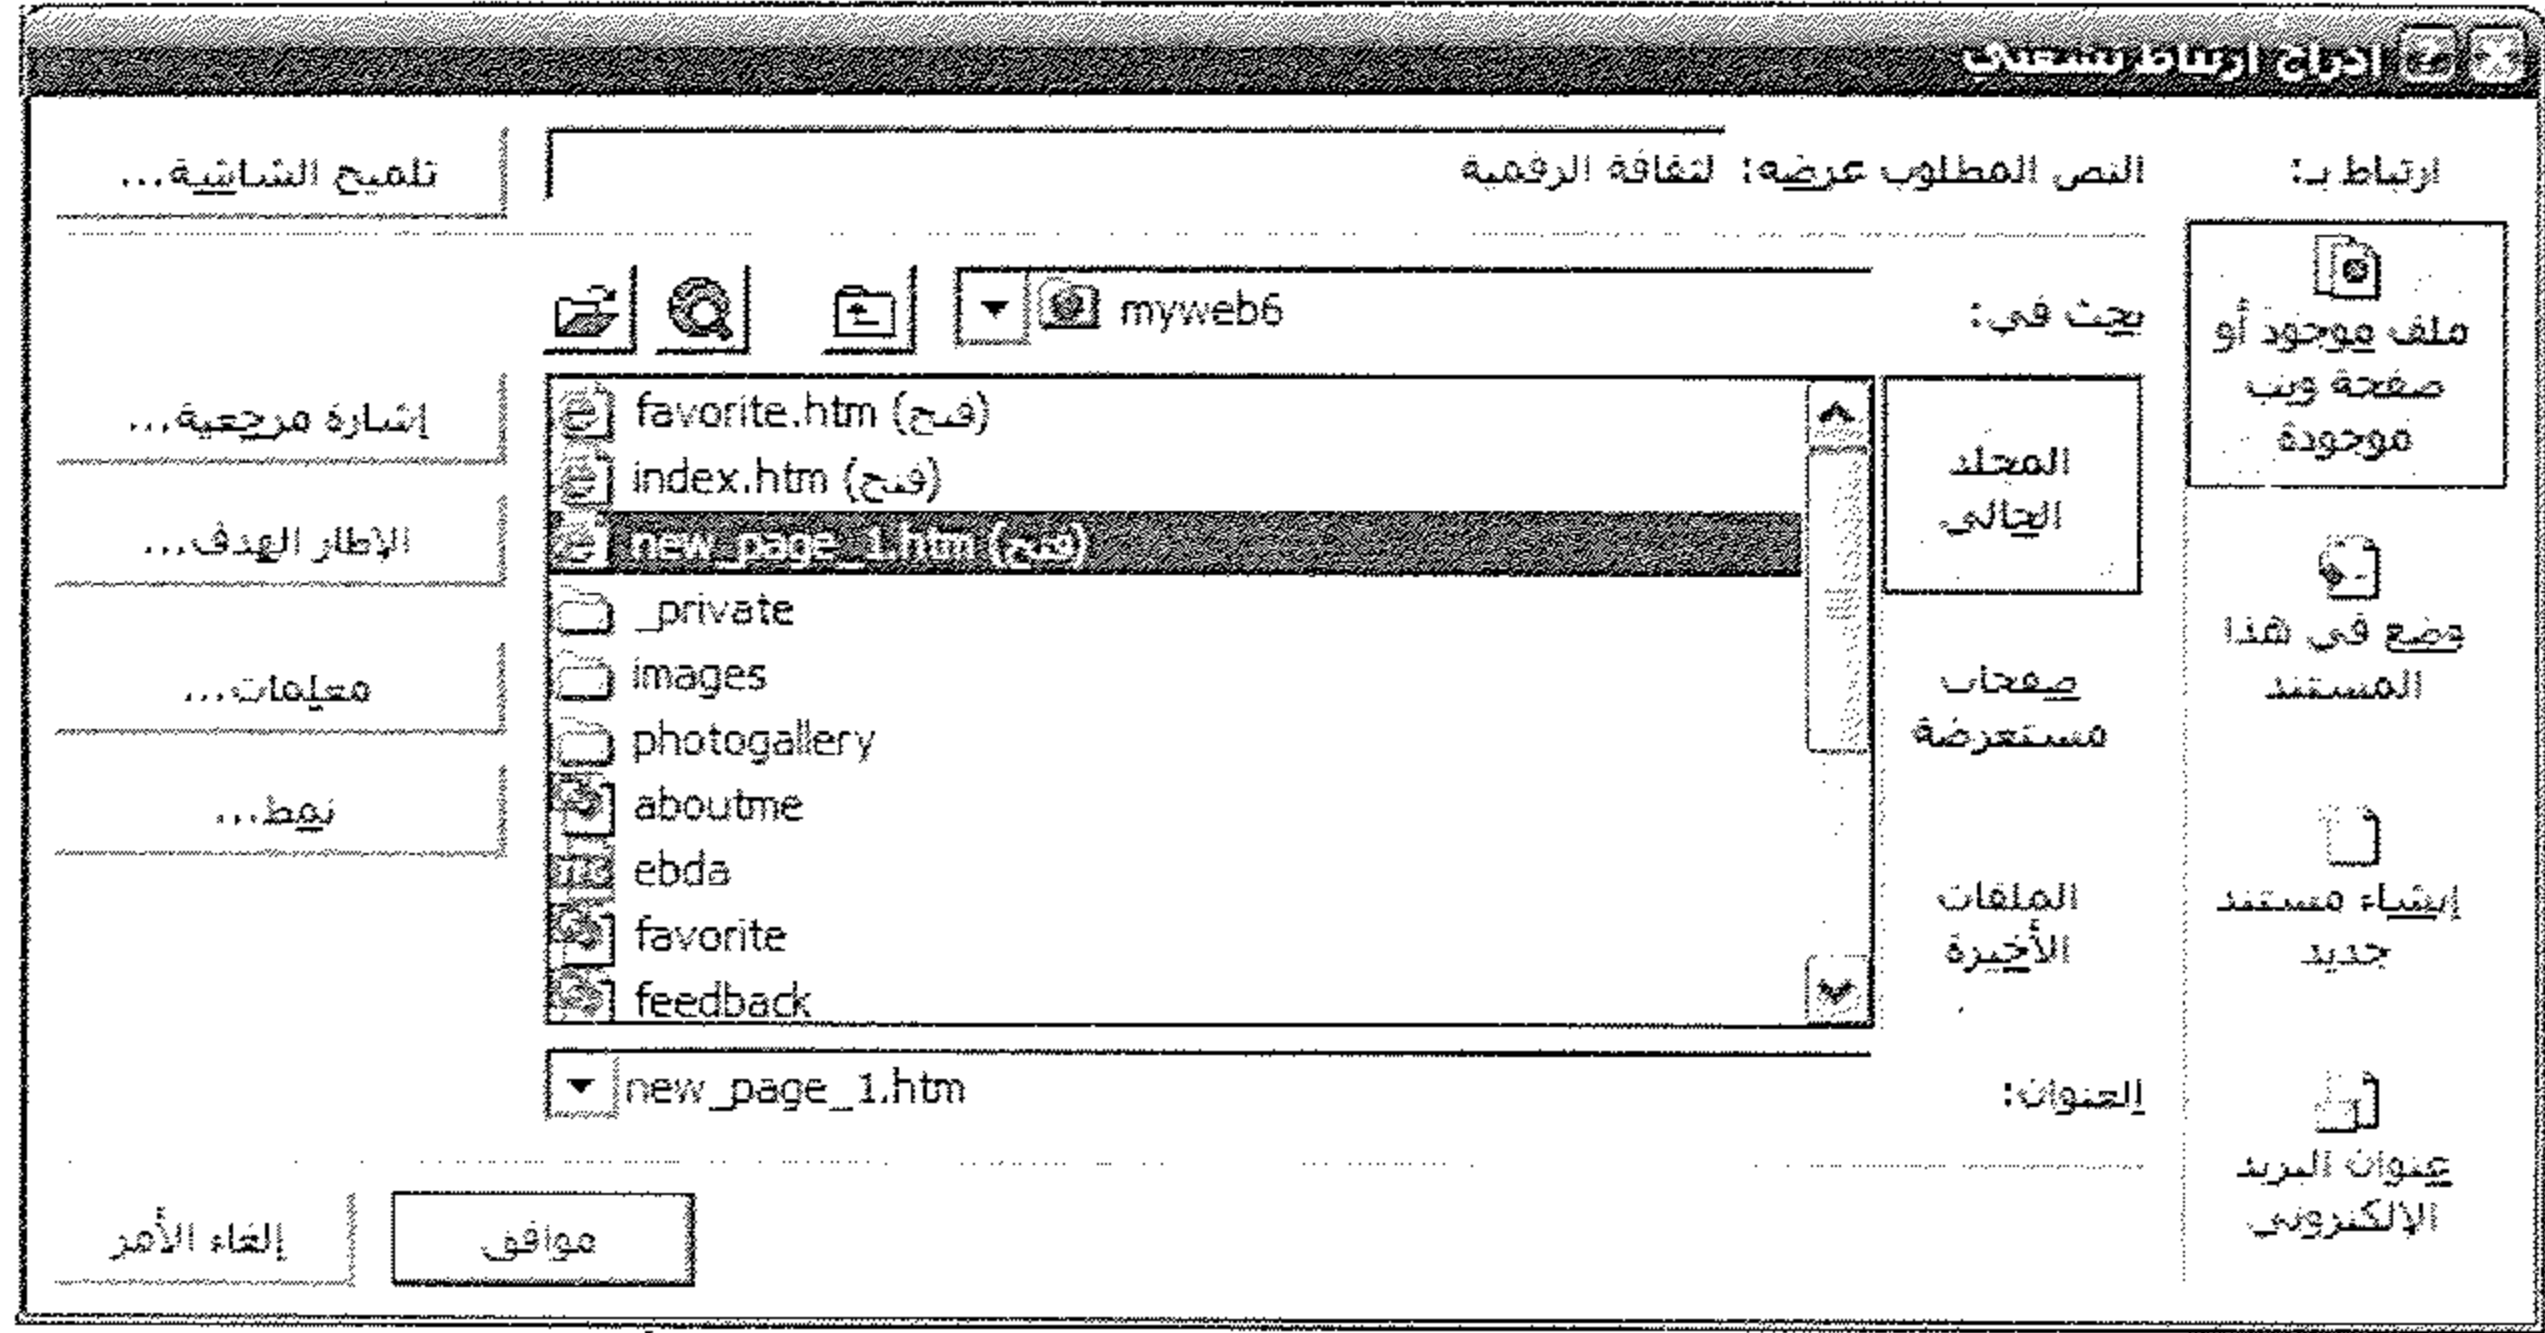 إدراج ارتباط تشعبي
ارتباط بـ:
النص المطلوب عرضه: لثقافة الرقمية
تلميح الشاشة...
ملف موجود أو
صفحة ويب
موجودة
وضع في هذا
المستند
إنشاء مستند
جديد
عنوان البريد
الإلكتروني
بحث في:
myweb6
المجلد
الحالي
صفحات
مستعرضة
الملفات
الأخيرة
favorite.htm (فتح)
index.htm (فتح)
new_page_1.htm (فتح)
_private
images
photogallery
aboutme
ebda
favorite
feedback
إشارة مرجعية...
الإطار الهدف...
معلمات...
نمط...
العنوان:
new_page_1.htm
موافق
إلغاء الأمر